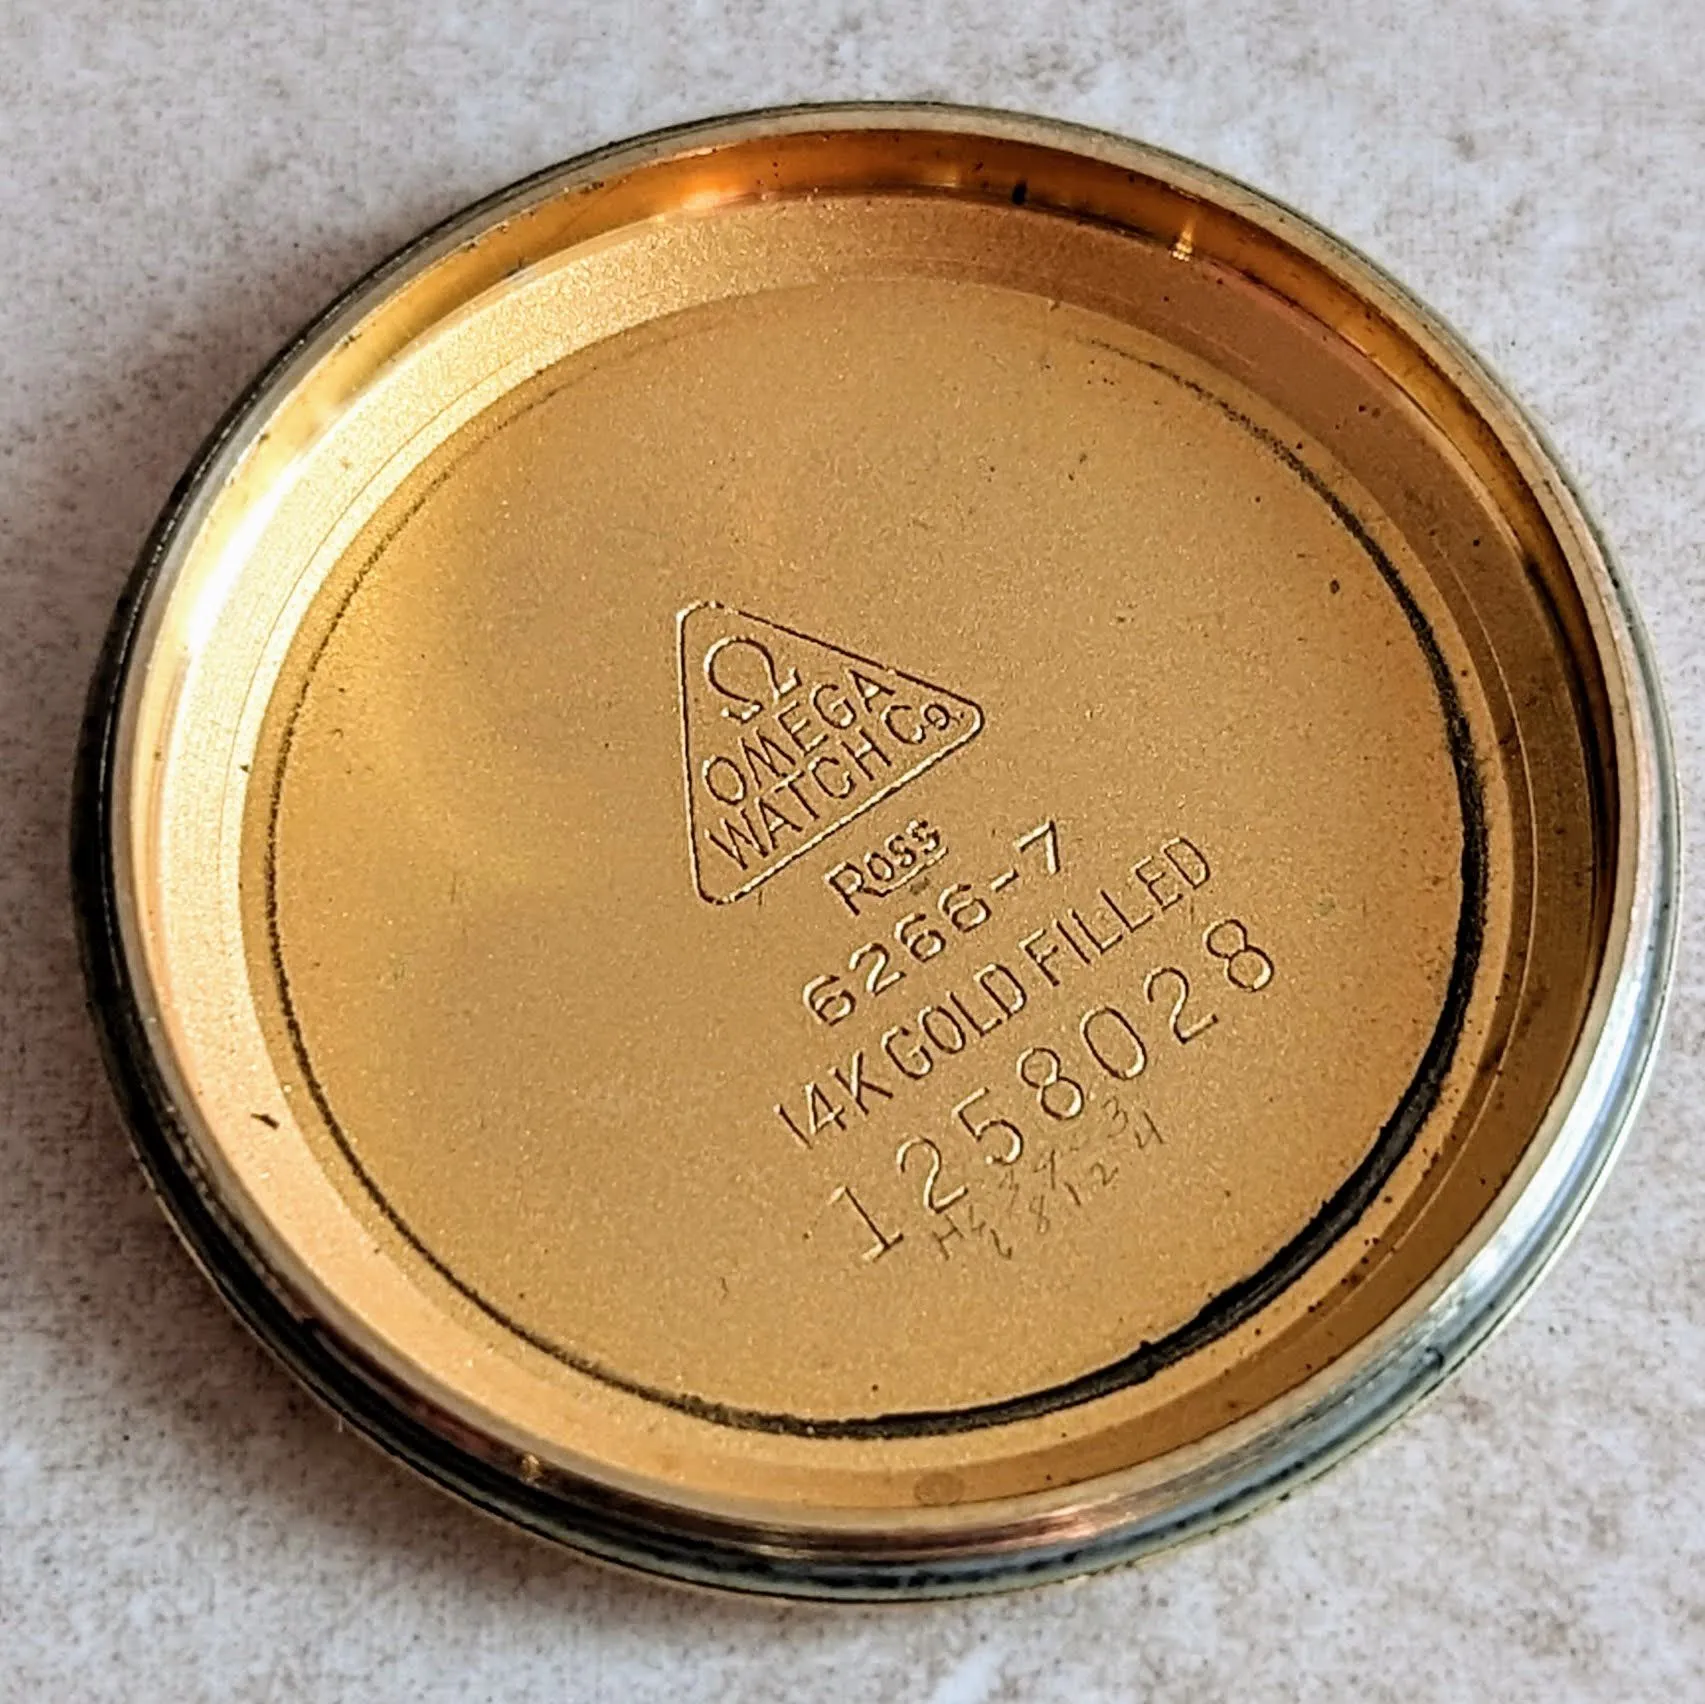 Ω
OMEGA
WATCH Co.
Ross
6266-7
14K GOLD FILLED
1258028